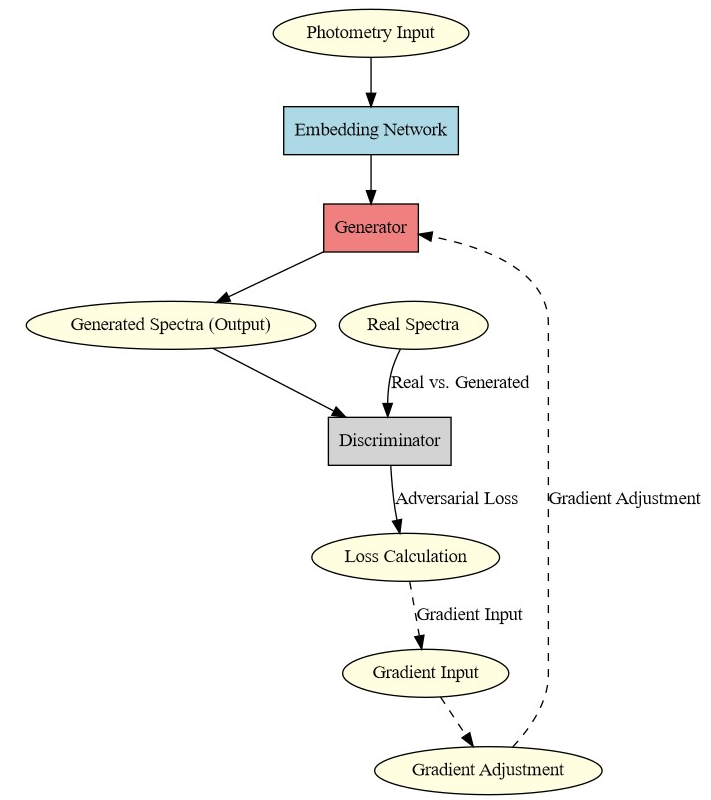 Photometry Input
Embedding Network
Generator
Generated Spectra (Output)
Real Spectra
Real vs. Generated
Discriminator
Adversarial Loss
Gradient Adjustment
Loss Calculation
Gradient Input
Gradient Input
Gradient Adjustment